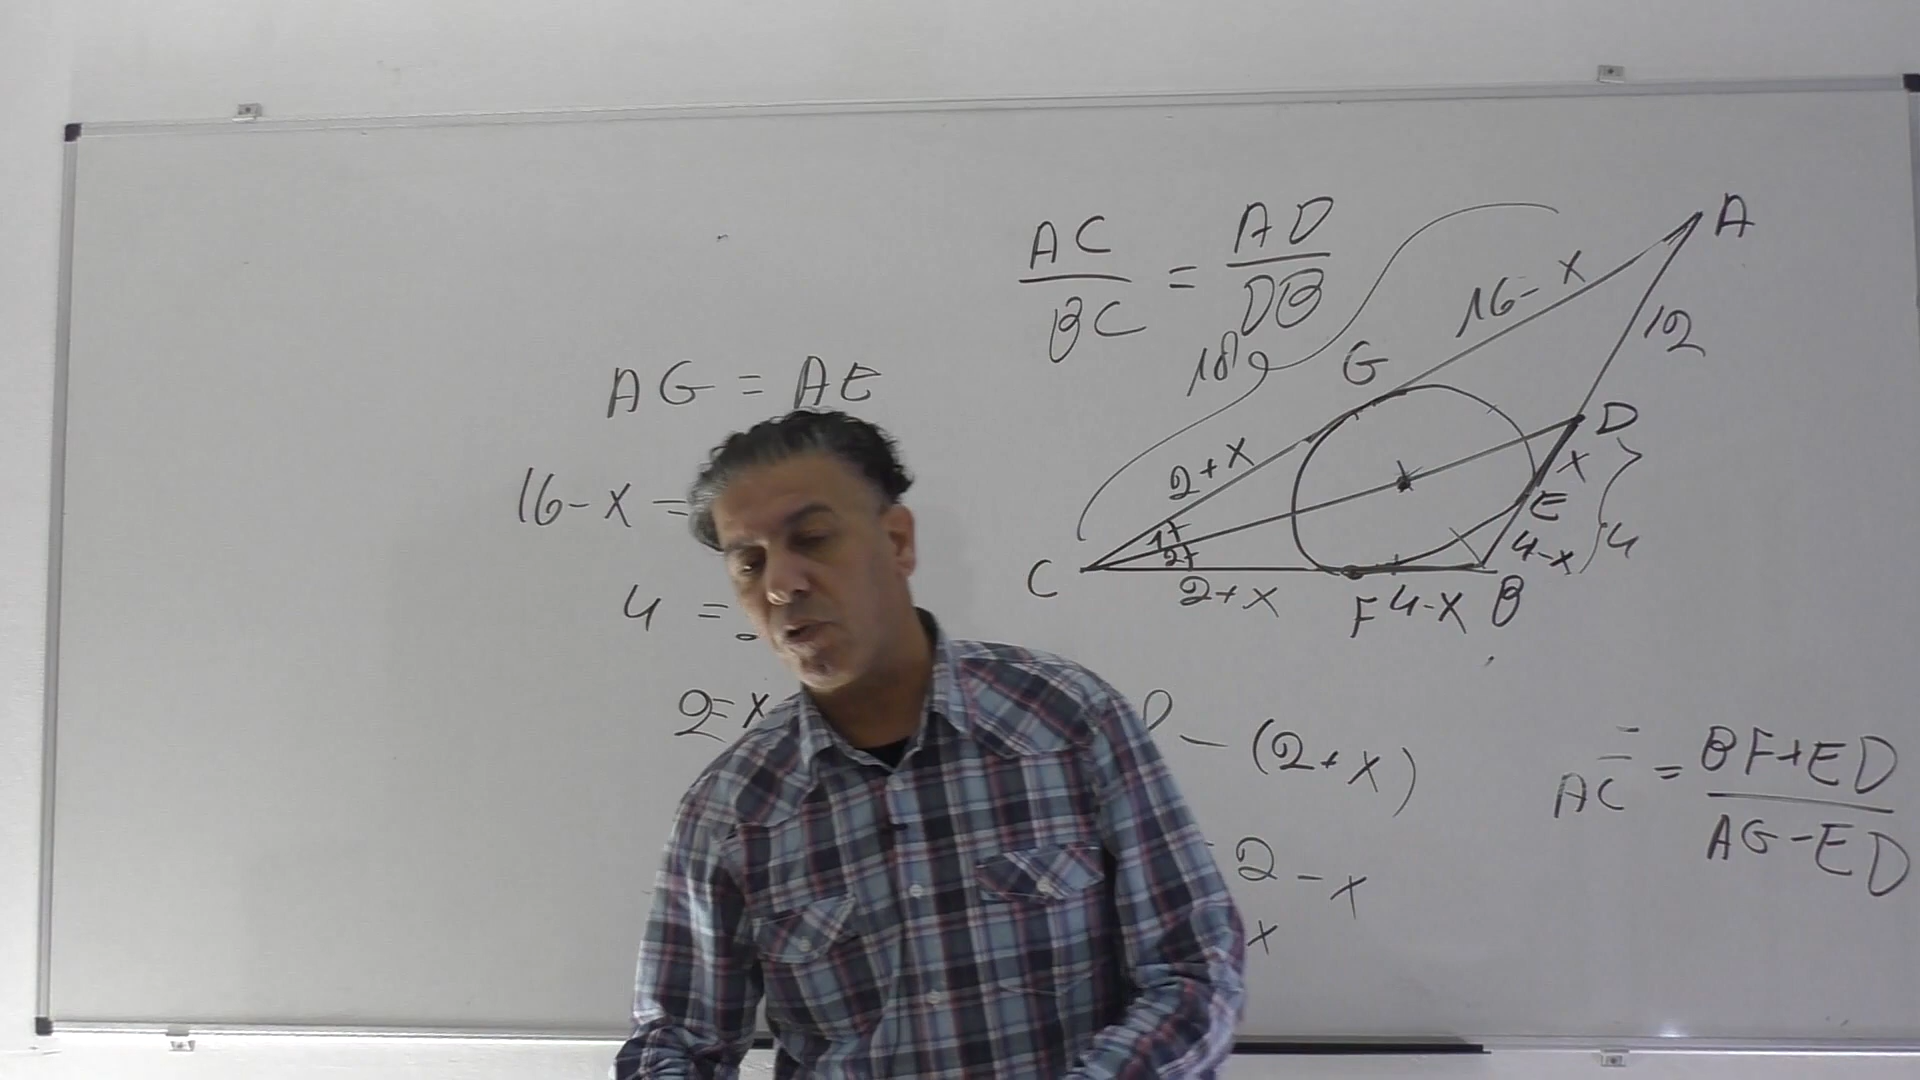 AC/BC = AD/DB
AG = AE
16 - x =
4 =
2 = x
- (2 + x)
2 - x
x
AC = BF + ED / AG - ED
A
16 - x
12
18
G
D
2 + x
x
E
4 - x
4
1
2
C
2 + x
F
4 - x
B